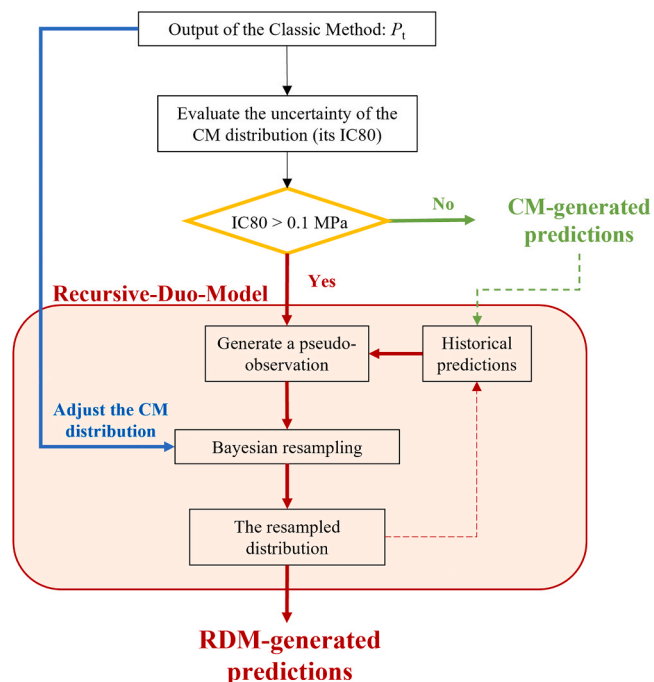 Output of the Classic Method: Pt
Evaluate the uncertainty of the
CM distribution (its IC80)
IC80 > 0.1 MPa
No
CM-generated
predictions
Yes
Recursive-Duo-Model
Generate a pseudo-
observation
Historical
predictions
Adjust the CM
distribution
Bayesian resampling
The resampled
distribution
RDM-generated
predictions